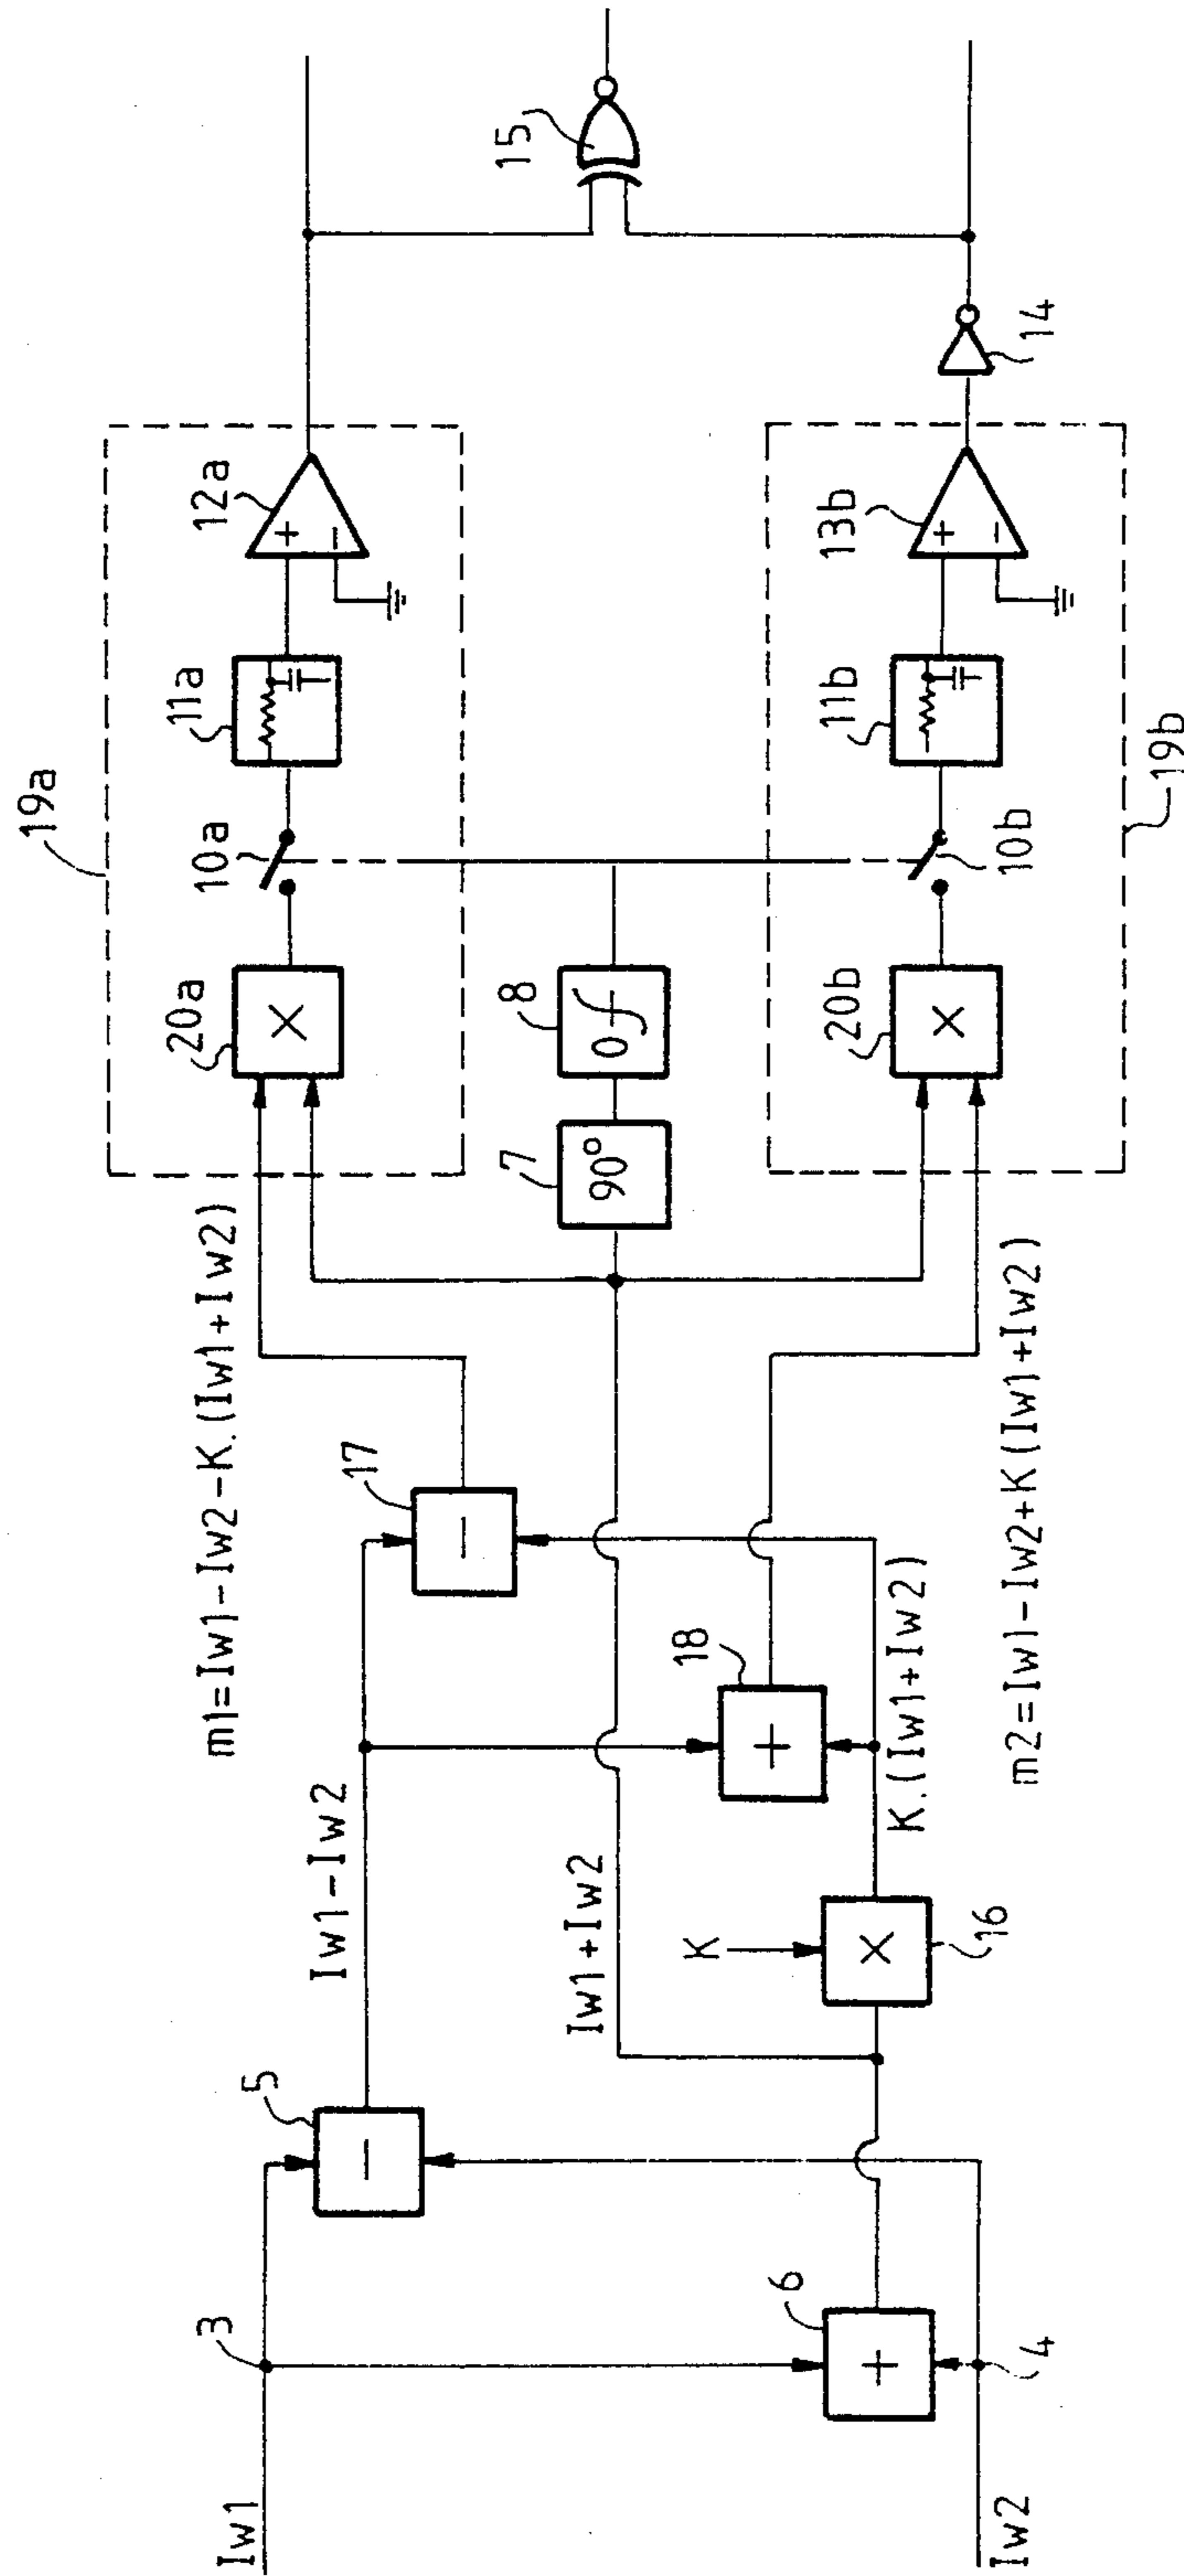 Iw1
3
5
Iw1-Iw2
m1=Iw1-Iw2-K.(Iw1+Iw2)
17
-
-
19a
20a
×
10a
11a
12a
+
-
Iw1+Iw2
7
90°
8
0
15
6
+
4
Iw2
K
×
16
18
+
K.(Iw1+Iw2)
m2=Iw1-Iw2+K(Iw1+Iw2)
20b
×
10b
11b
13b
+
-
14
19b